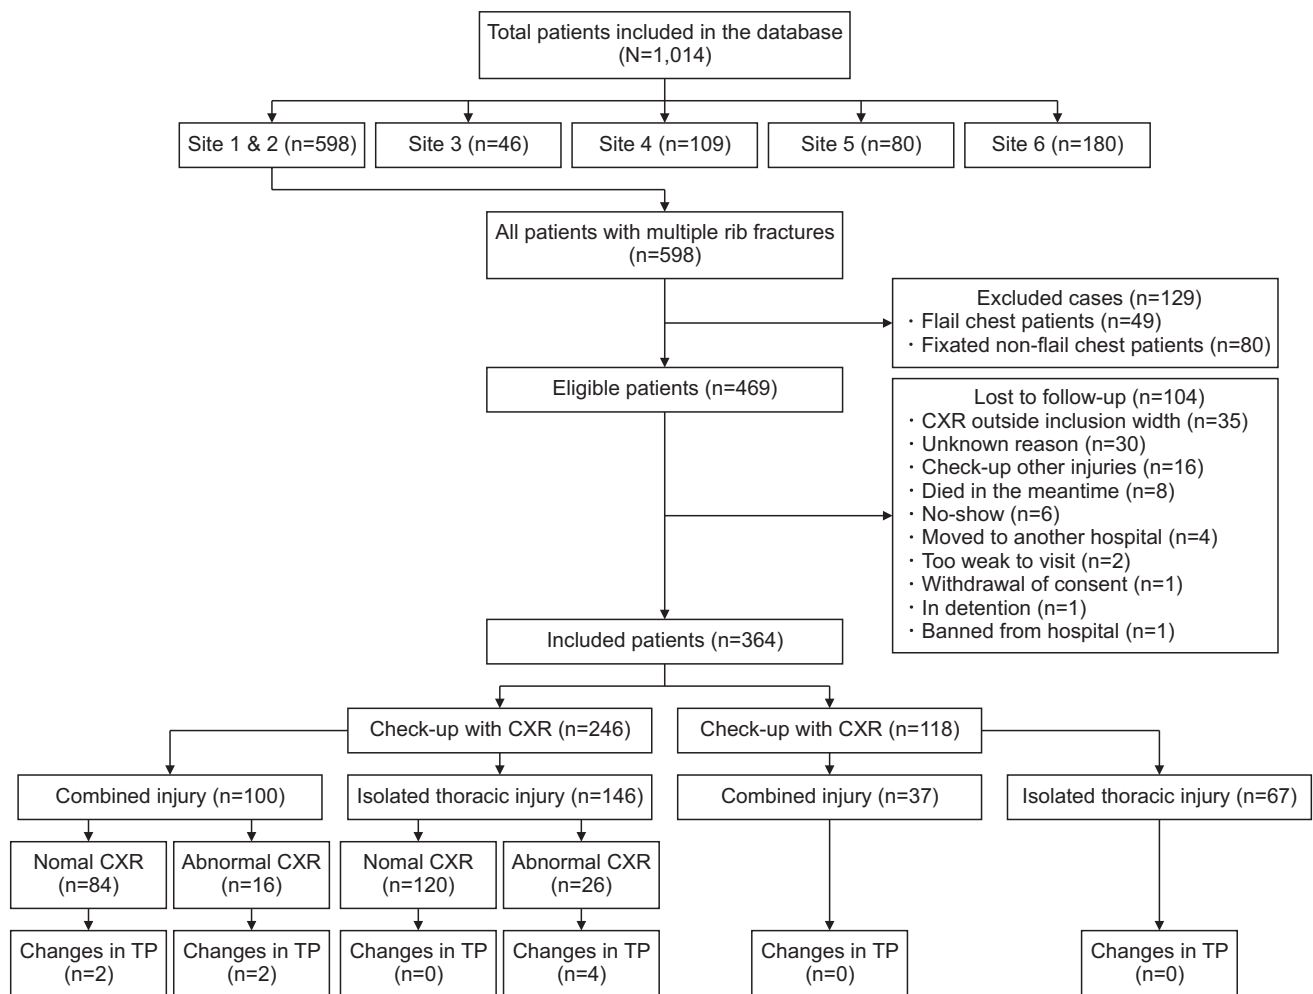 Total patients included in the database
(N=1,014)
Site 1 & 2 (n=598)
Site 3 (n=46)
Site 4 (n=109)
Site 5 (n=80)
Site 6 (n=180)
All patients with multiple rib fractures
(n=598)
Excluded cases (n=129)
· Flail chest patients (n=49)
· Fixated non-flail chest patients (n=80)
Eligible patients (n=469)
Lost to follow-up (n=104)
· CXR outside inclusion width (n=35)
· Unknown reason (n=30)
· Check-up other injuries (n=16)
· Died in the meantime (n=8)
· No-show (n=6)
· Moved to another hospital (n=4)
· Too weak to visit (n=2)
· Withdrawal of consent (n=1)
· In detention (n=1)
· Banned from hospital (n=1)
Included patients (n=364)
Check-up with CXR (n=246)
Check-up with CXR (n=118)
Combined injury (n=100)
Isolated thoracic injury (n=146)
Combined injury (n=37)
Isolated thoracic injury (n=67)
Nomal CXR
(n=84)
Abnormal CXR
(n=16)
Nomal CXR
(n=120)
Abnormal CXR
(n=26)
Changes in TP
(n=2)
Changes in TP
(n=2)
Changes in TP
(n=0)
Changes in TP
(n=4)
Changes in TP
(n=0)
Changes in TP
(n=0)